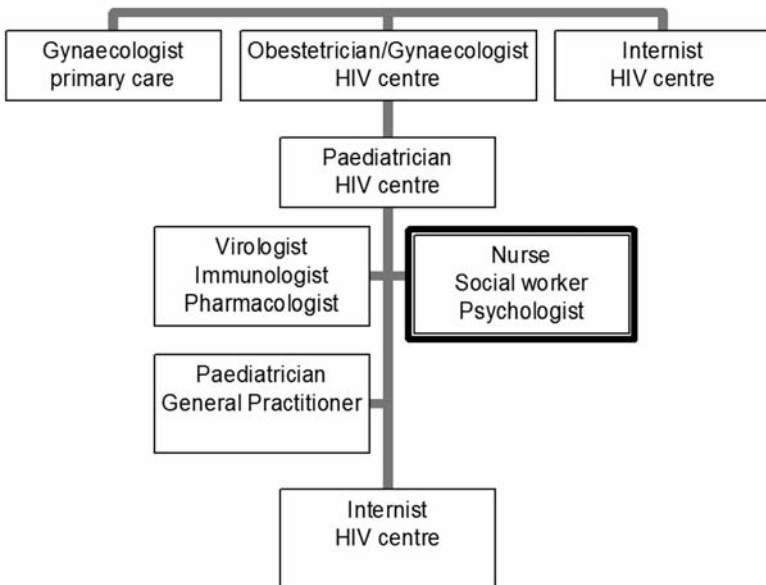 Gynaecologist
primary care
Obestetrician/Gynaecologist
HIV centre
Internist
HIV centre
Paediatrician
HIV centre
Virologist
Immunologist
Pharmacologist
Nurse
Social worker
Psychologist
Paediatrician
General Practitioner
Internist
HIV centre